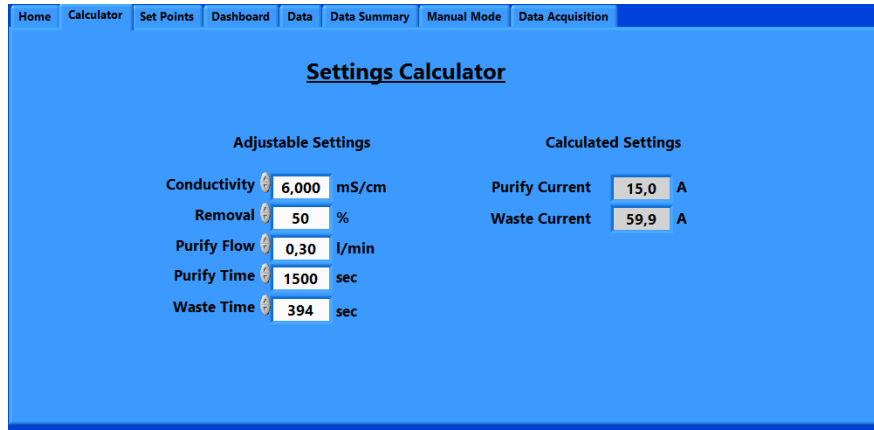 Home Calculator Set Points Dashboard Data Data Summary Manual Mode Data Acquisition
Settings Calculator
Adjustable Settings
Conductivity 6,000 mS/cm
Removal 50 %
Purify Flow 0,30 l/min
Purify Time 1500 sec
Waste Time 394 sec
Calculated Settings
Purify Current 15,0 A
Waste Current 59,9 A